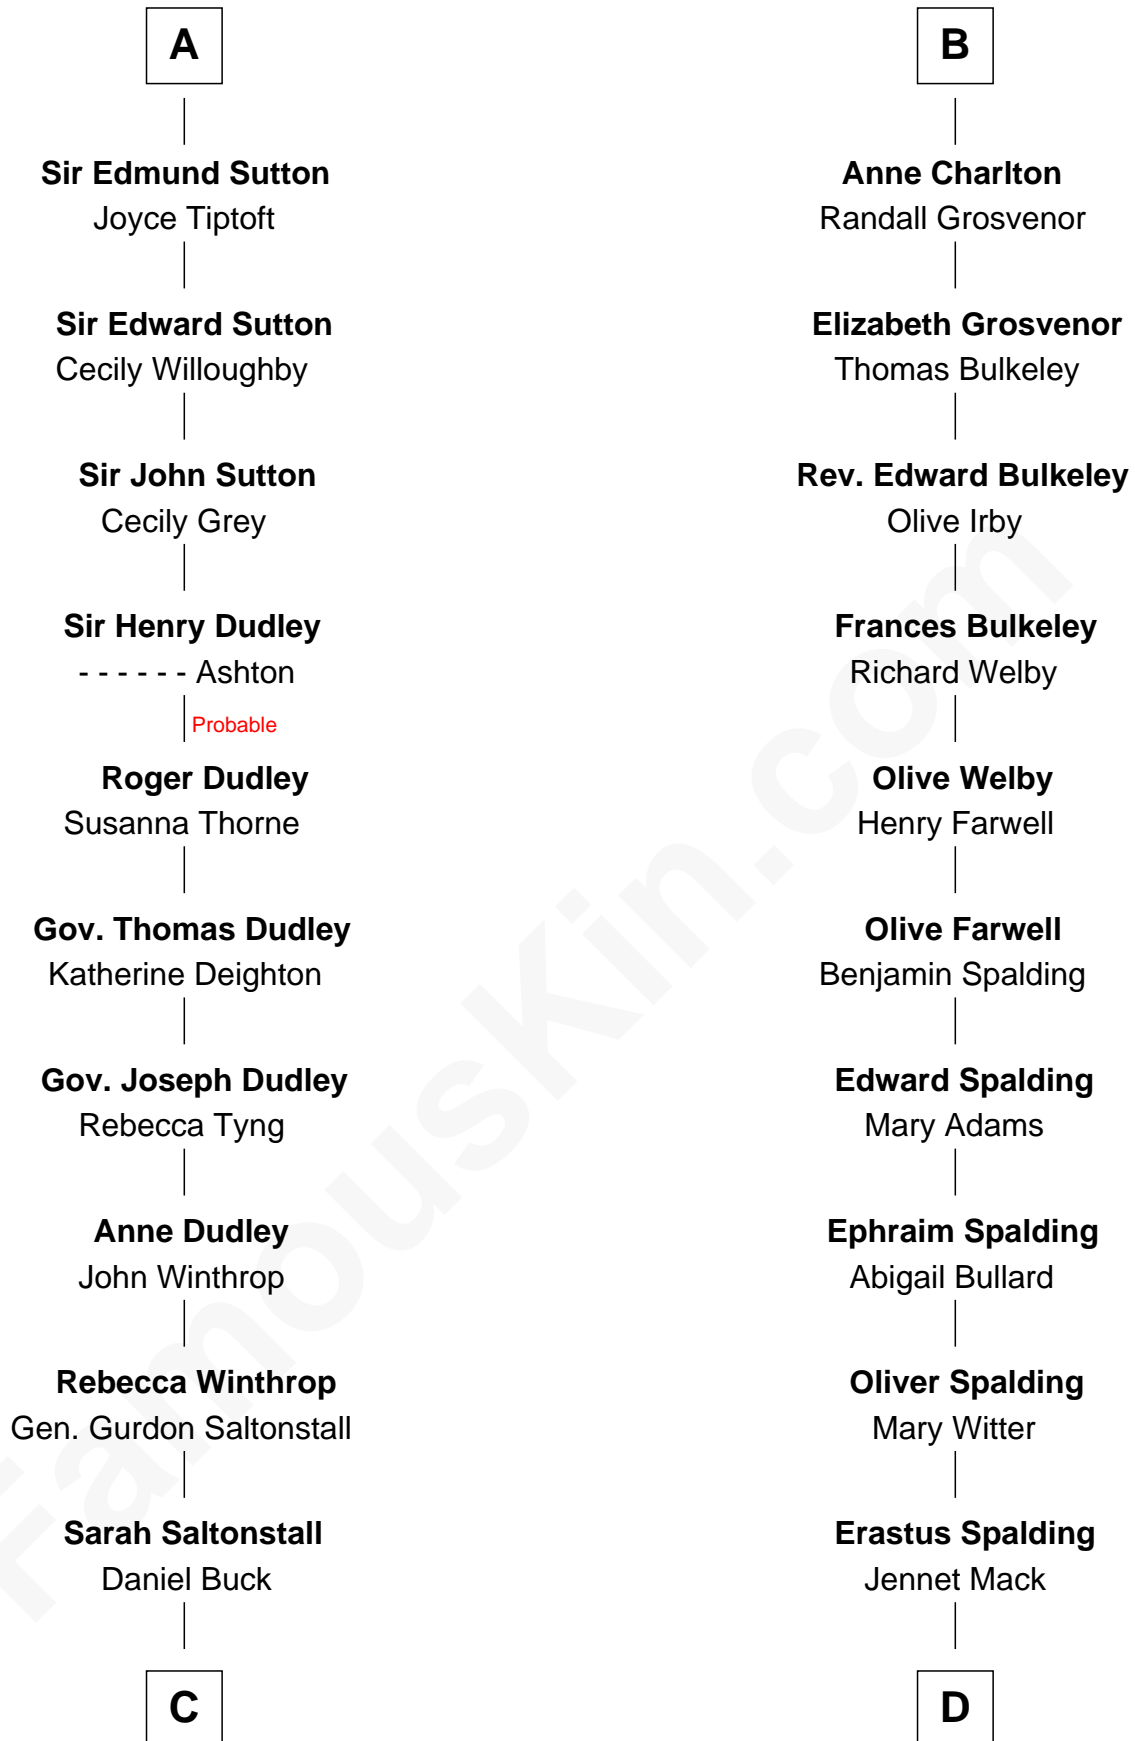 A
Sir Edmund Sutton
Joyce Tiptoft
Sir Edward Sutton
Cecily Willoughby
Sir John Sutton
Cecily Grey
Sir Henry Dudley
- - - - - - Ashton
Probable
Roger Dudley
Susanna Thorne
Gov. Thomas Dudley
Katherine Deighton
Gov. Joseph Dudley
Rebecca Tyng
Anne Dudley
John Winthrop
Rebecca Winthrop
Gen. Gurdon Saltonstall
Sarah Saltonstall
Daniel Buck
C
B
Anne Charlton
Randall Grosvenor
Elizabeth Grosvenor
Thomas Bulkeley
Rev. Edward Bulkeley
Olive Irby
Frances Bulkeley
Richard Welby
Olive Welby
Henry Farwell
Olive Farwell
Benjamin Spalding
Edward Spalding
Mary Adams
Ephraim Spalding
Abigail Bullard
Oliver Spalding
Mary Witter
Erastus Spalding
Jennet Mack
D
FamousKin.com